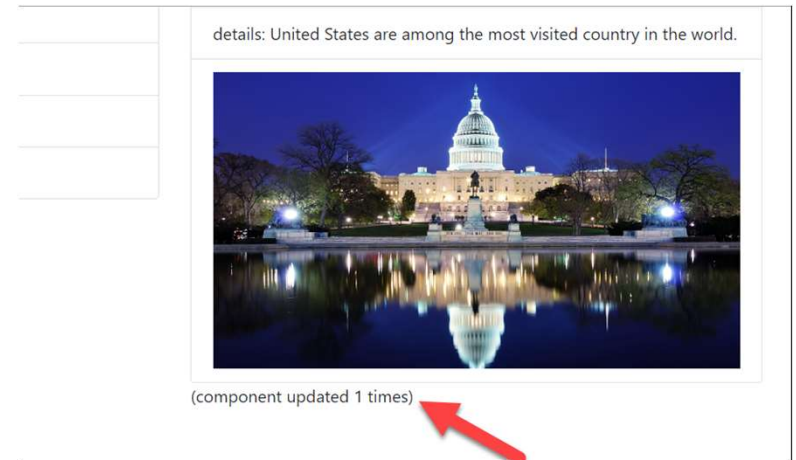 details: United States are among the most visited country in the world.
(component updated 1 times)